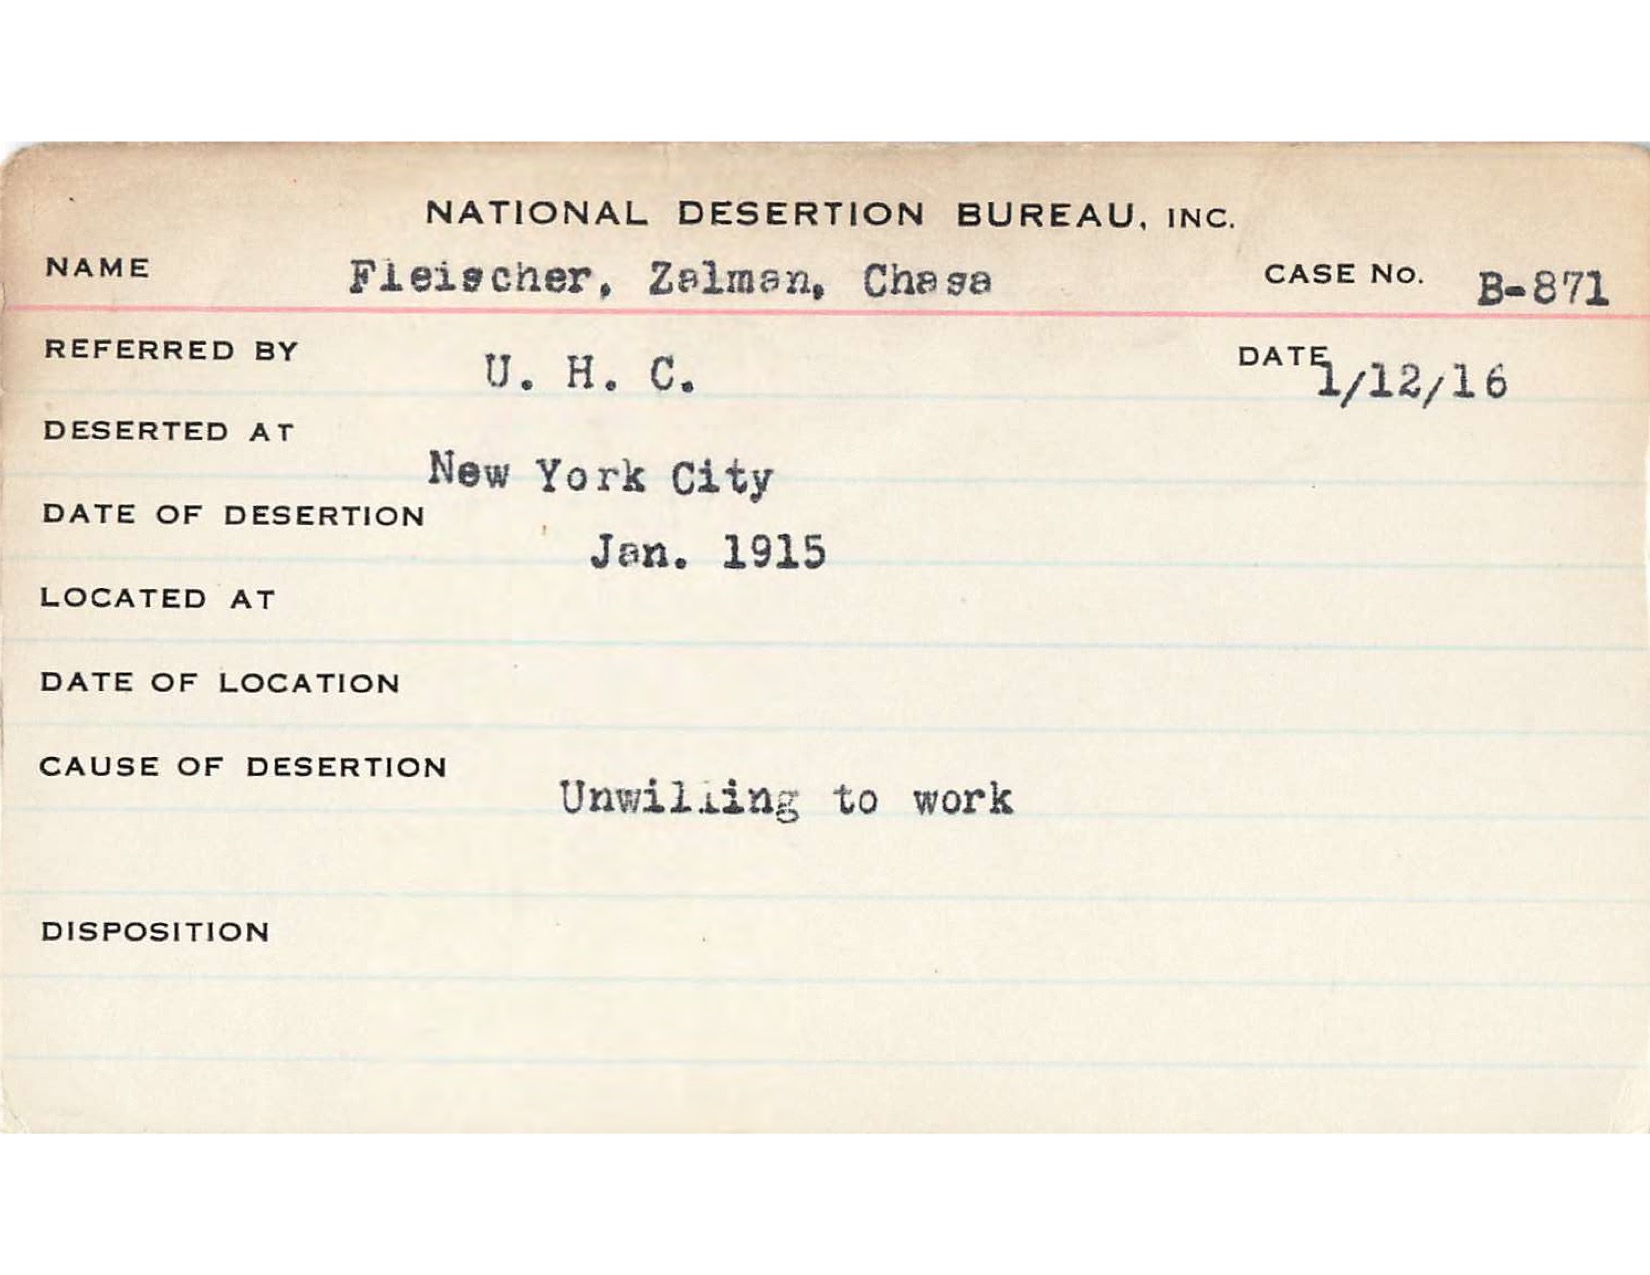 NATIONAL DESERTION BUREAU, INC.
NAME Fleischer, Zalman, Chasa CASE No. B-871
REFERRED BY U. H. C. DATE 1/12/16
DESERTED AT New York City
DATE OF DESERTION Jan. 1915
LOCATED AT
DATE OF LOCATION
CAUSE OF DESERTION Unwilling to work
DISPOSITION